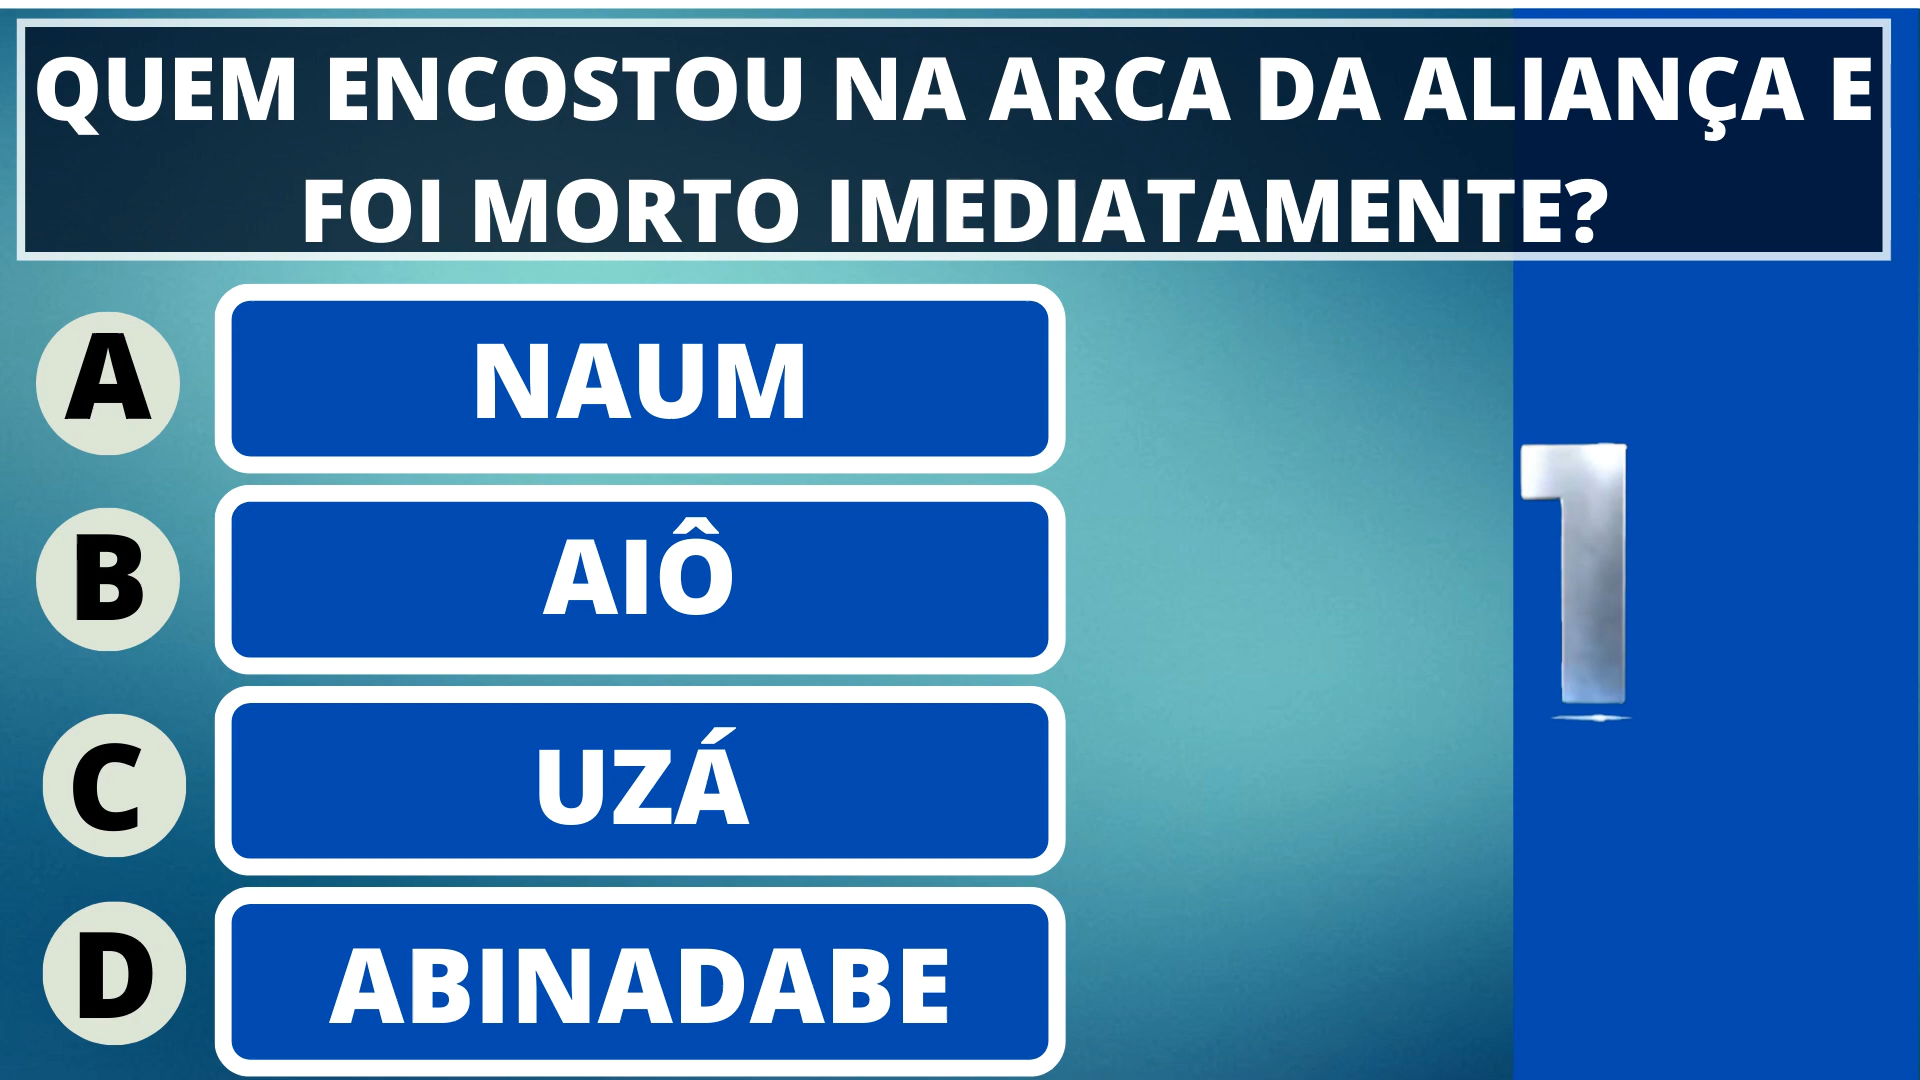 QUEM ENCOSTOU NA ARCA DA ALIANÇA E
FOI MORTO IMEDIATAMENTE?
A
NAUM
B
AIÔ
C
UZÁ
D
ABINADABE
1